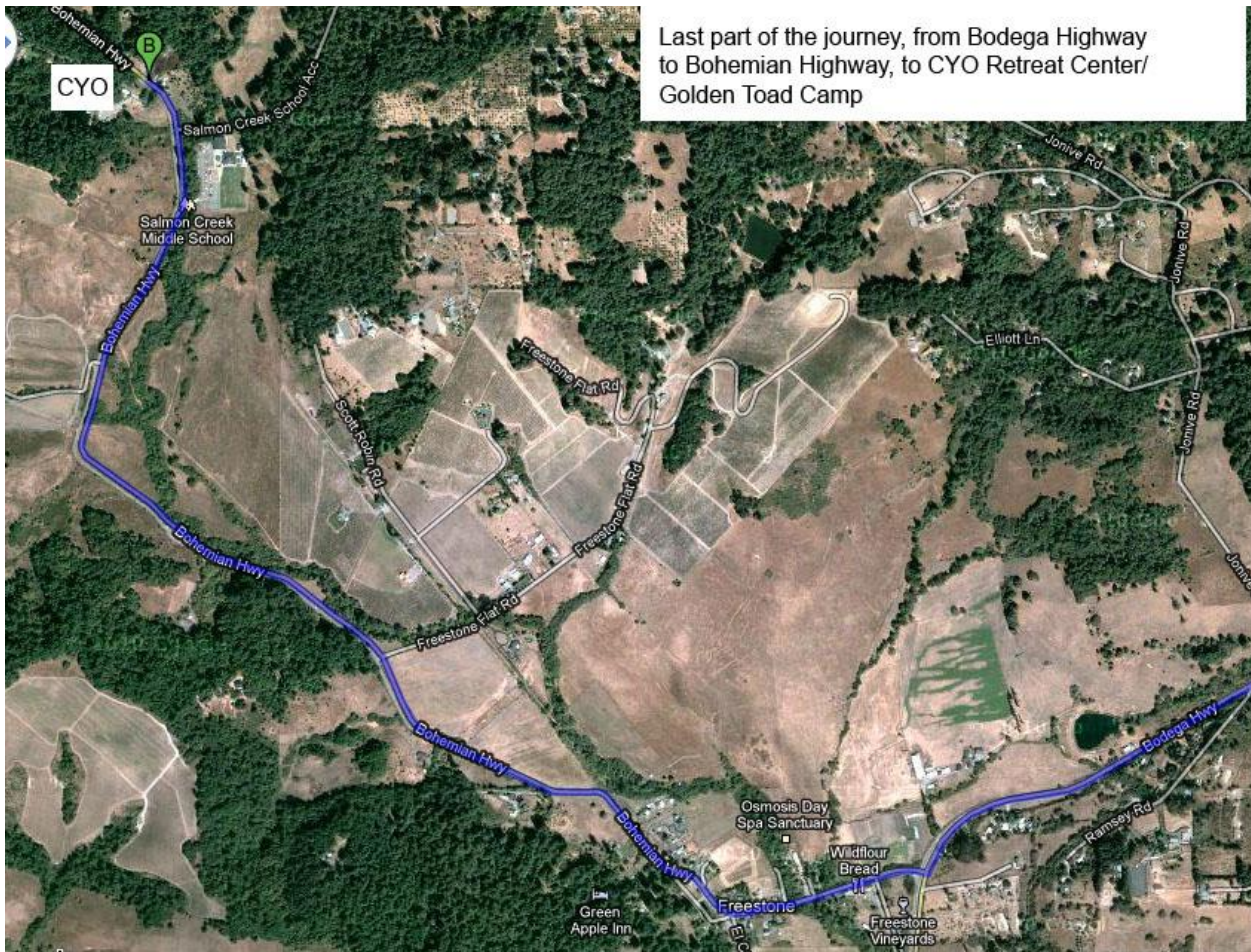 Last part of the journey, from Bodega Highway
to Bohemian Highway, to CYO Retreat Center/
Golden Toad Camp
Bohemian Hwy
B
CYO
Salmon Creek School Acc
Jonive Rd
Salmon Creek
Middle School
Jonive Rd
Bohemian Hwy
Elliott Ln
Freestone Flat Rd
Scott Robin Rd
Jonive Rd
Freestone Flat Rd
Bohemian Hwy
Jonive
Freestone Flat Rd
Bohemian Hwy
Bodega Hwy
Osmosis Day
Spa Sanctuary
Ramsey Rd
Bohemian Hwy
Wildflour
Bread
Green
Apple Inn
Freestone
Freestone
Vineyards
El C